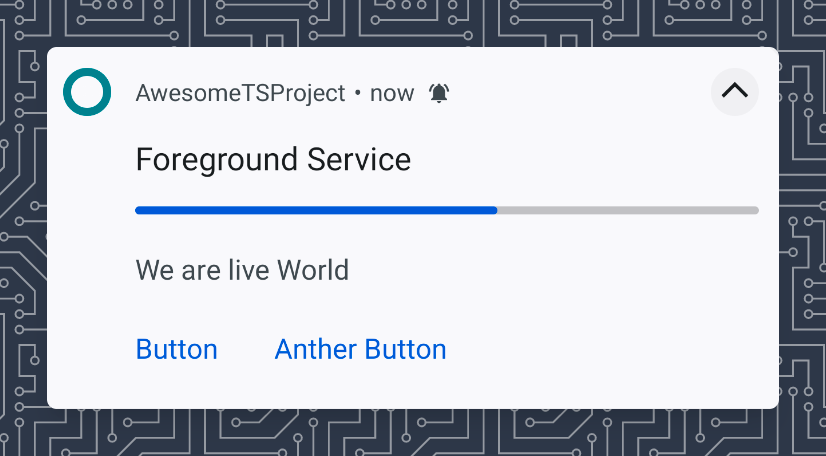 AwesomeTSProject • now
Foreground Service
We are live World
Button Anther Button